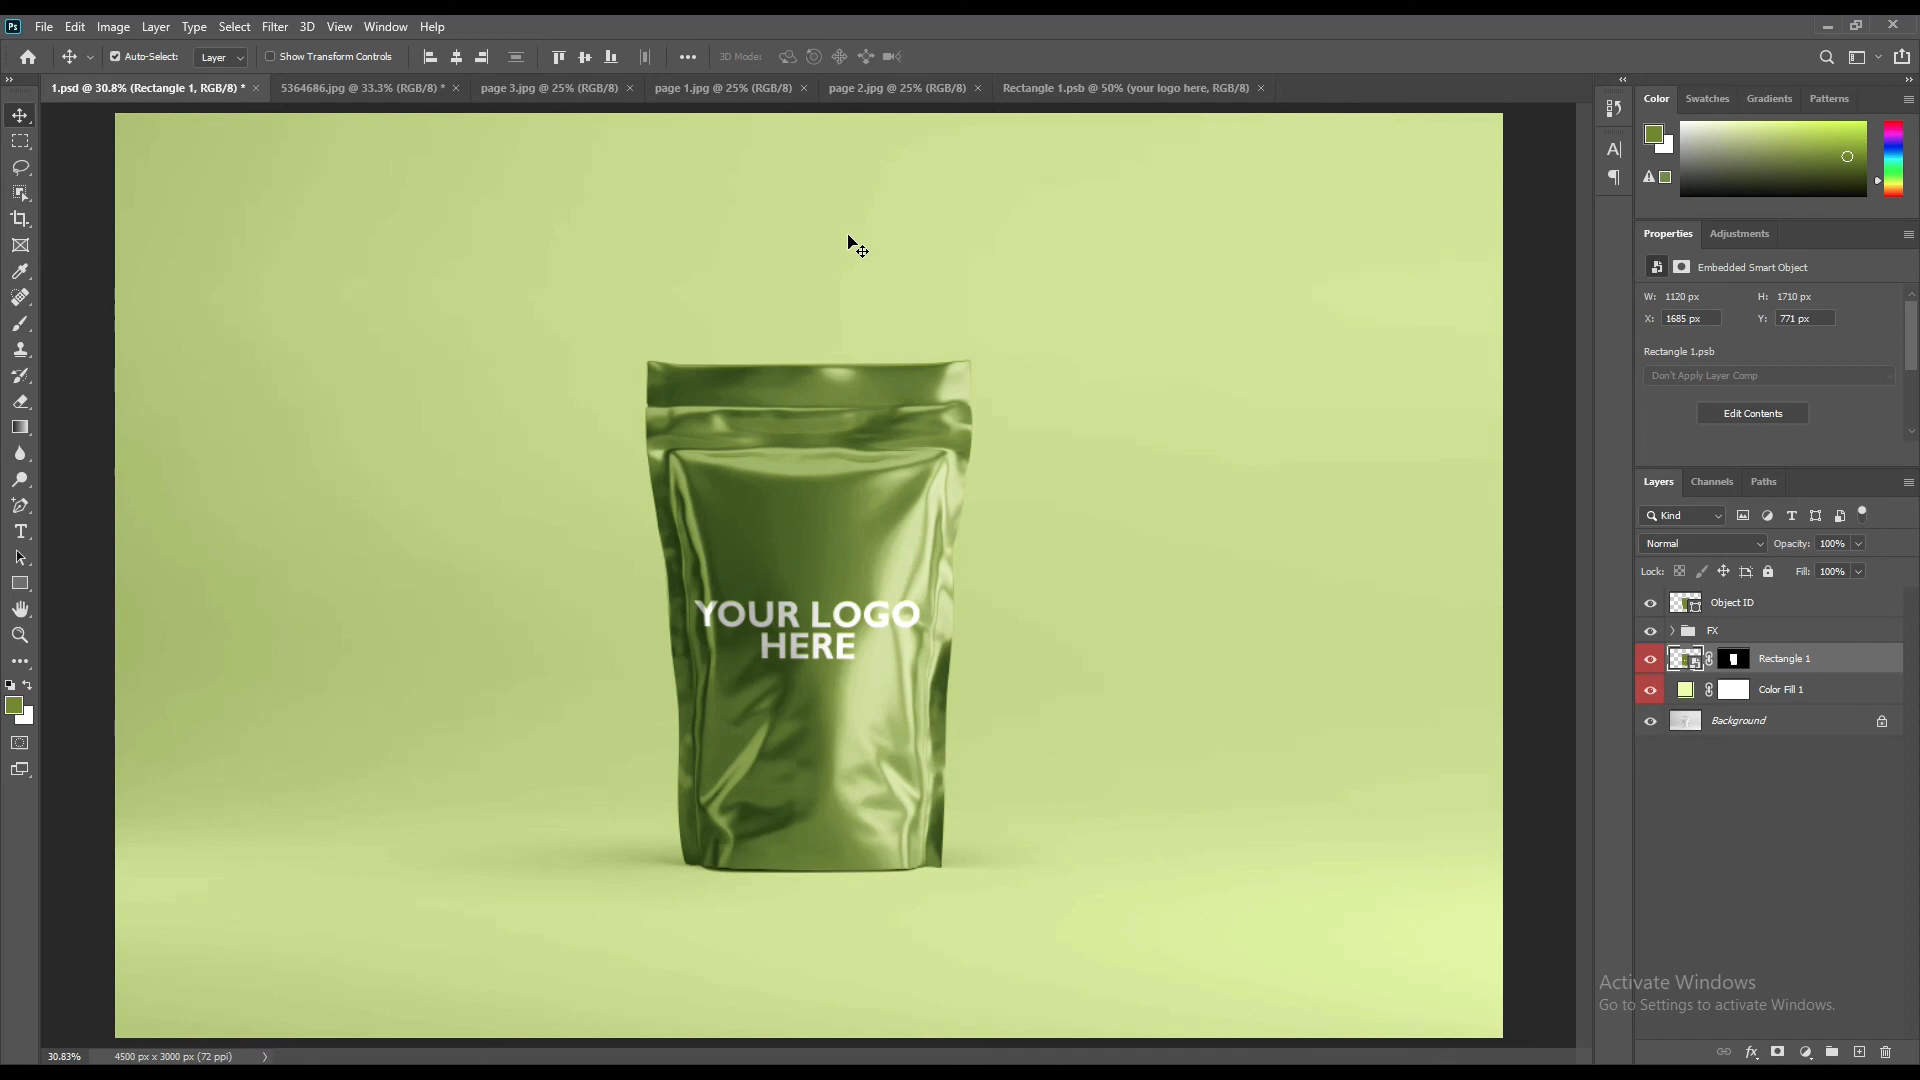 Ps File Edit Image Layer Type Select Filter 3D View Window Help
Auto-Select: Layer Show Transform Controls 3D Mode:
1.psd @ 30.8% (Rectangle 1, RGB/8) * 5364686.jpg @ 33.3% (RGB/8) * page 3.jpg @ 25% (RGB/8) page 1.jpg @ 25% (RGB/8) page 2.jpg @ 25% (RGB/8) Rectangle 1.psb @ 50% (your logo here, RGB/8)
Color Swatches Gradients Patterns
Properties Adjustments
Embedded Smart Object
W: 1120 px H: 1710 px
X: 1685 px Y: 771 px
Rectangle 1.psb
Don't Apply Layer Comp
Edit Contents
Layers Channels Paths
Kind
Normal Opacity: 100%
Lock: Fill: 100%
Object ID
FX
Rectangle 1
Color Fill 1
Background
YOUR LOGO
HERE
Activate Windows
Go to Settings to activate Windows.
30.83% 4500 px x 3000 px (72 ppi)